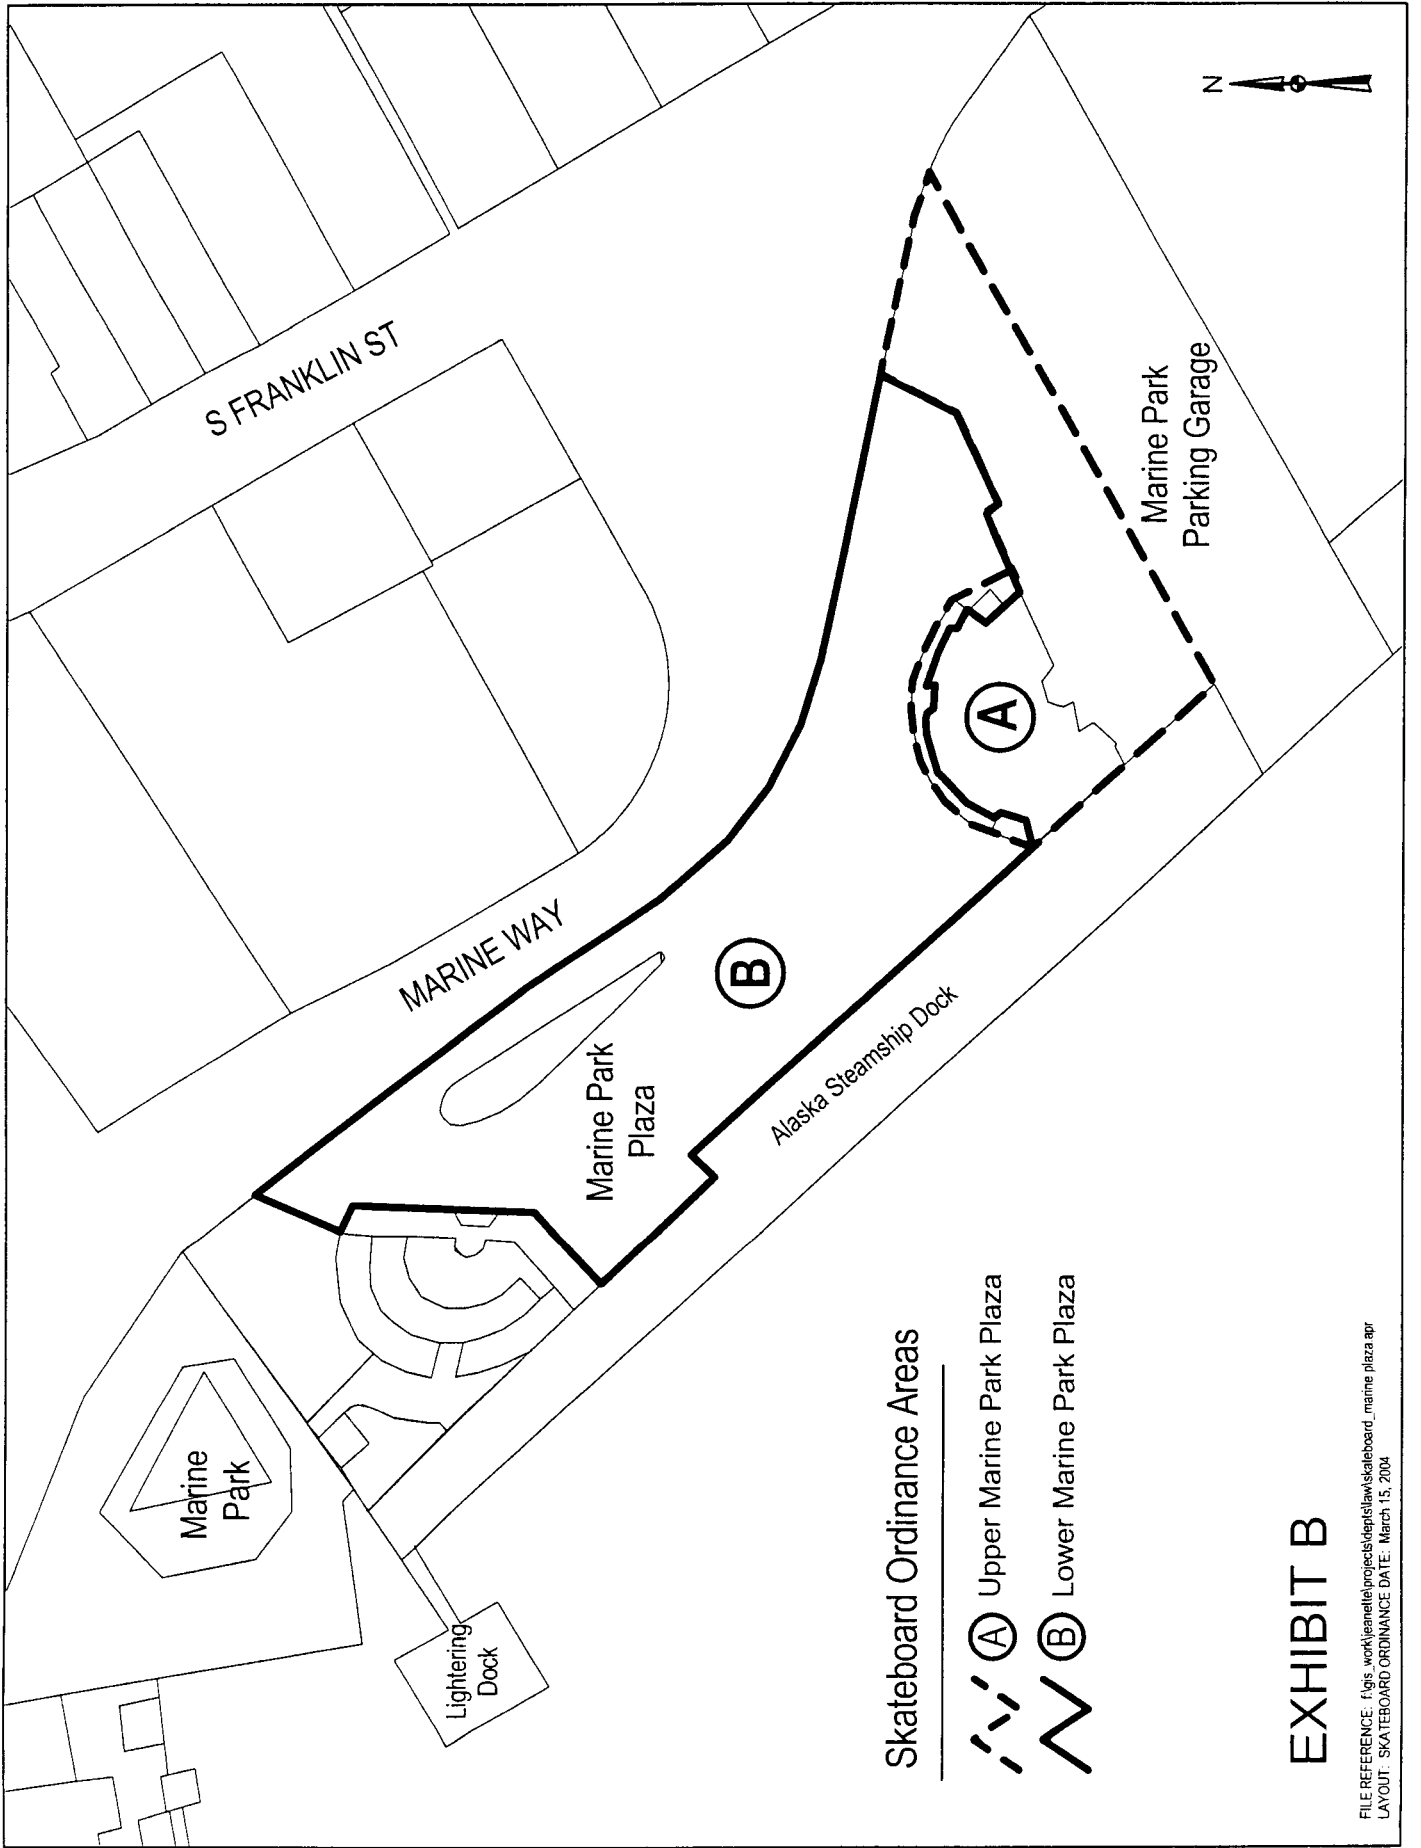 S FRANKLIN ST
MARINE WAY
N
Marine Park
Parking Garage
A
B
Marine Park
Plaza
Alaska Steamship Dock
Marine
Park
Lightering
Dock
Skateboard Ordinance Areas
A Upper Marine Park Plaza
B Lower Marine Park Plaza
EXHIBIT B
FILE REFERENCE: f:\gis_work\jeanette\projects\depts\law\skateboard_marine plaza.apr
LAYOUT: SKATEBOARD ORDINANCE DATE: March 15, 2004